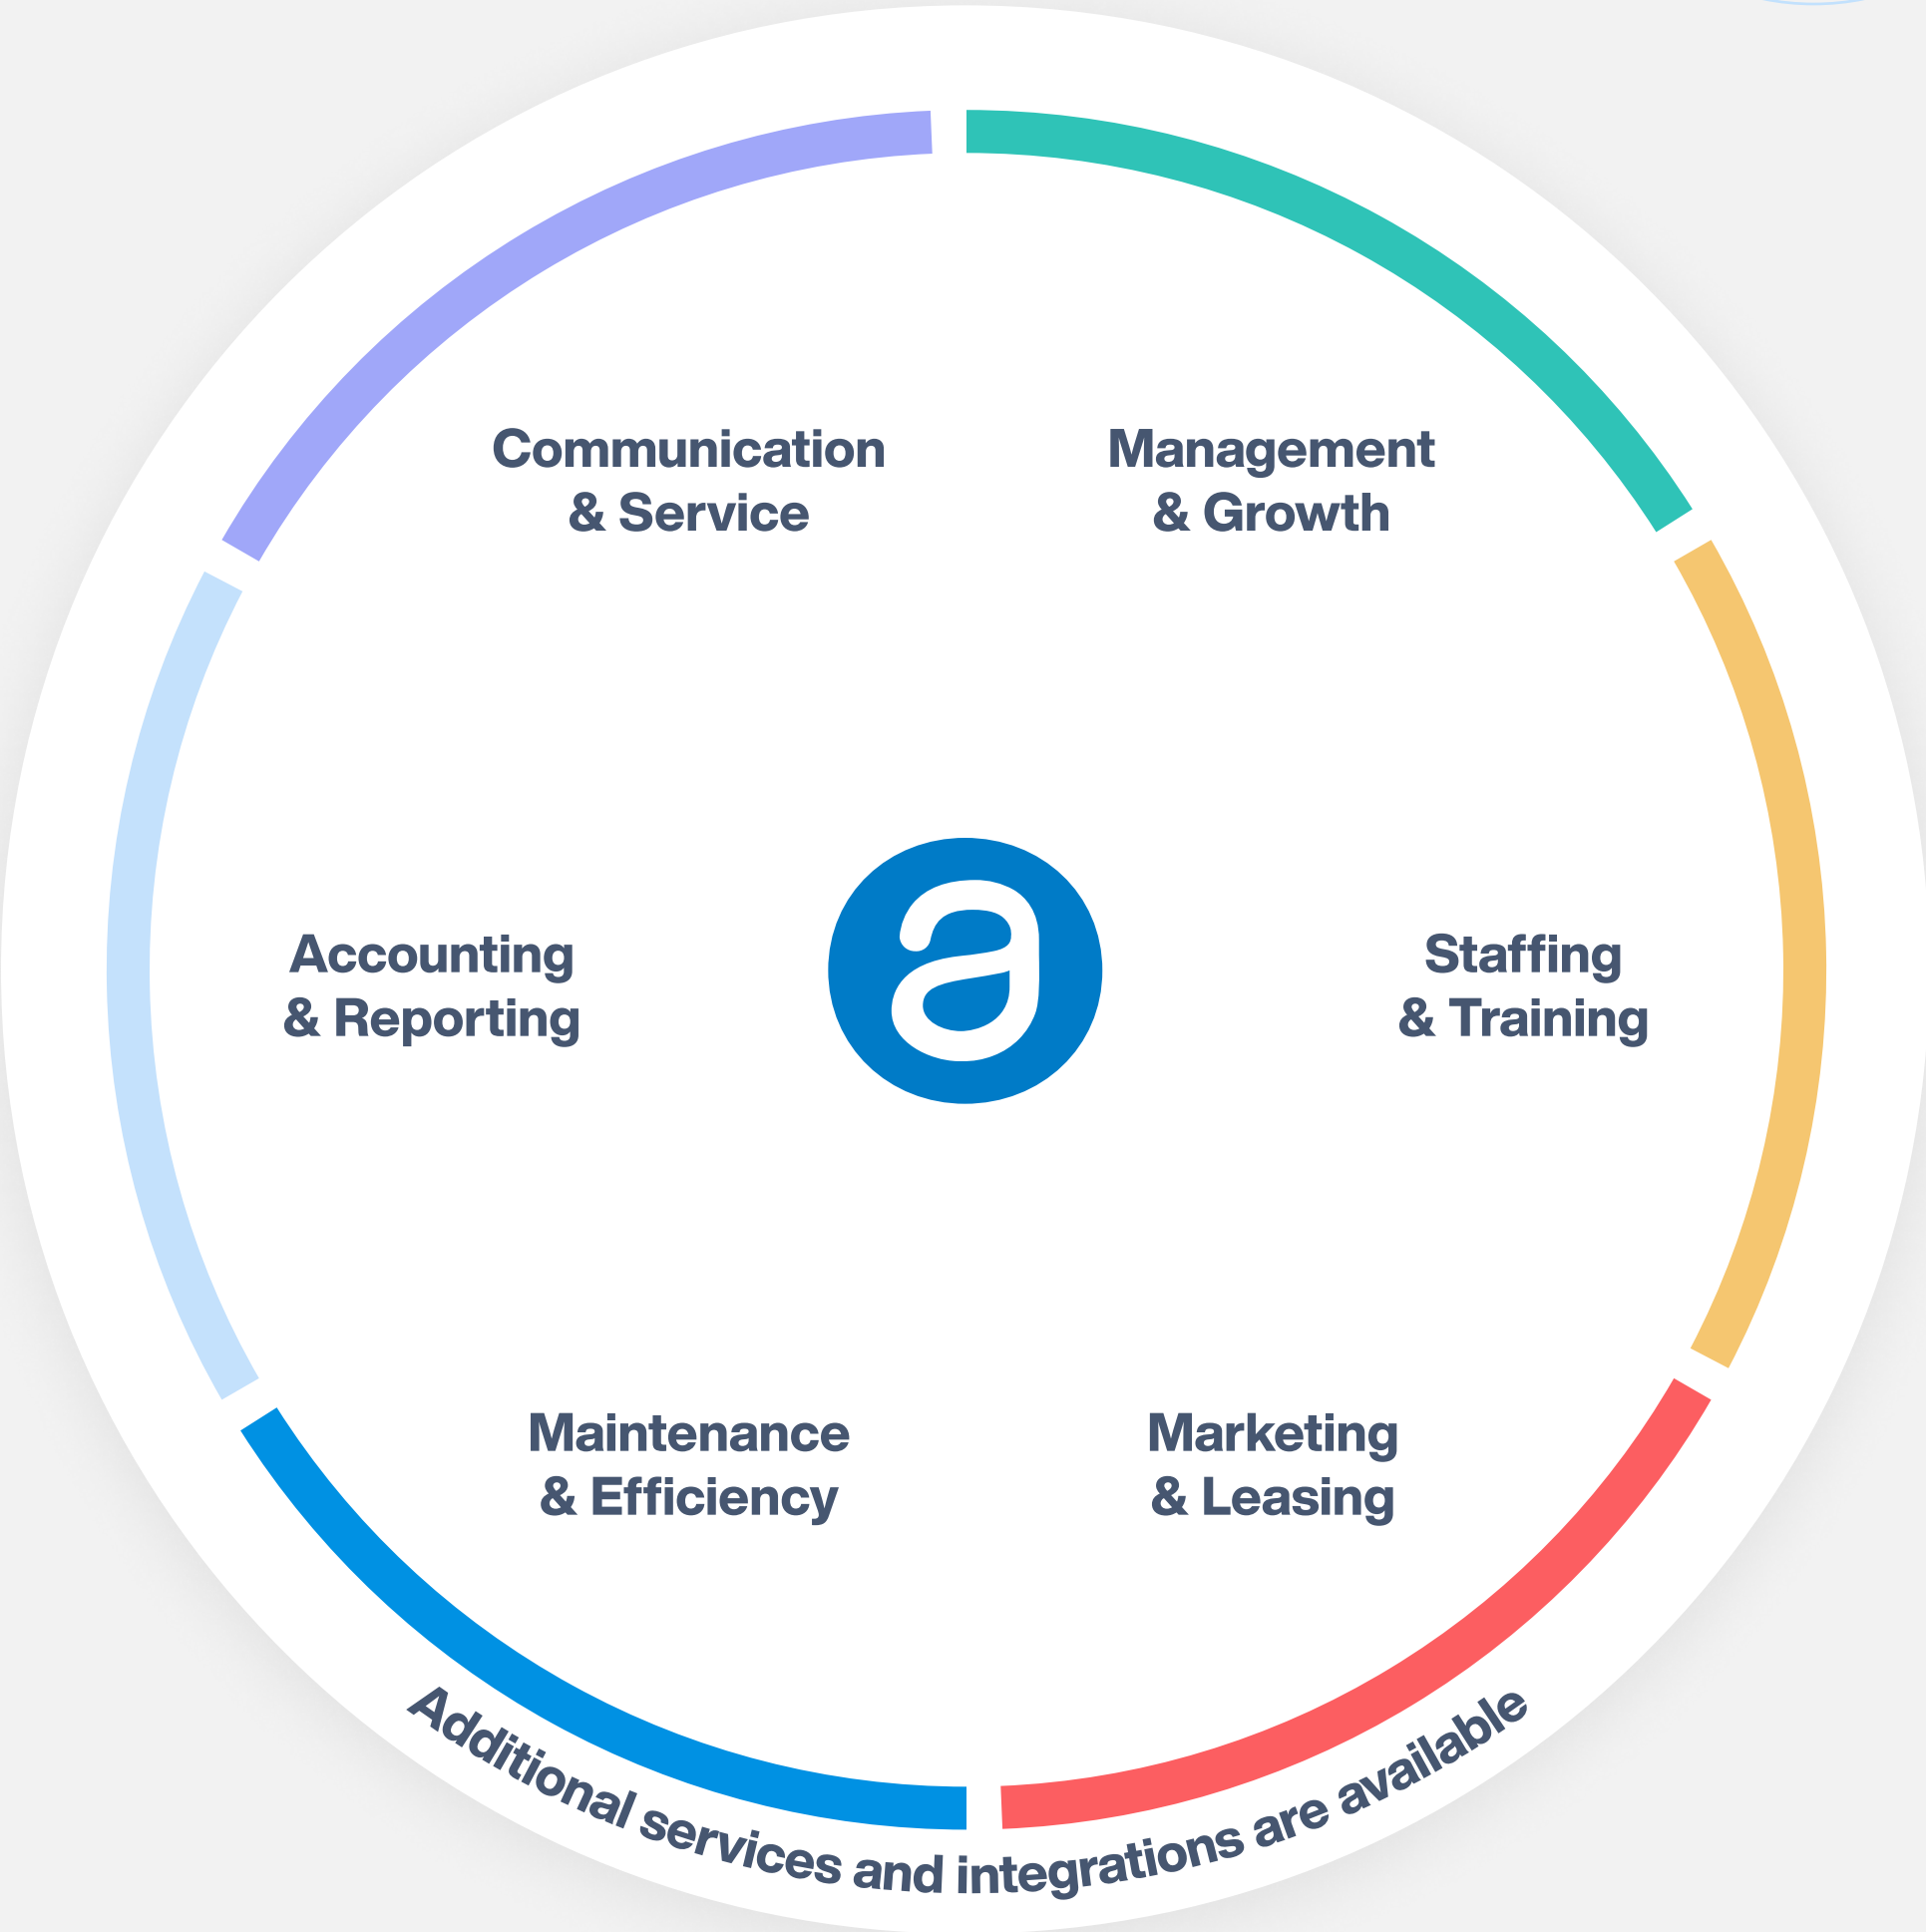 Communication
& Service
Management
& Growth
Accounting
& Reporting
a
Staffing
& Training
Maintenance
& Efficiency
Marketing
& Leasing
Additional services and integrations are available